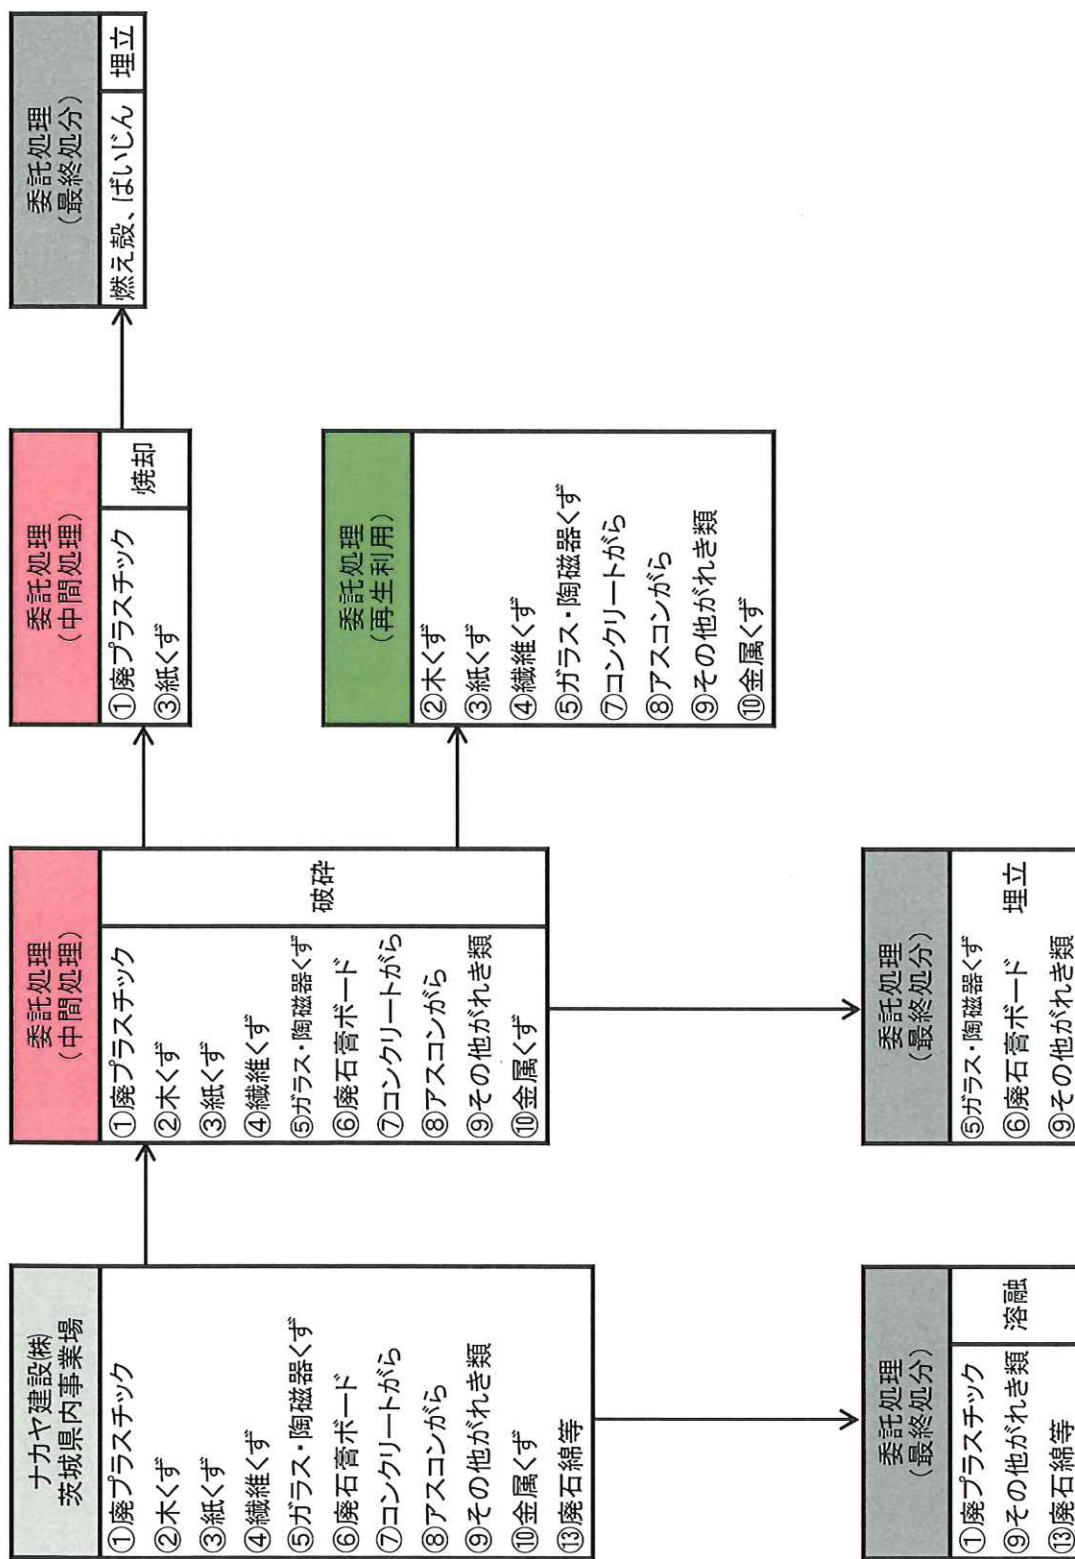 ナカヤ建設㈱
茨城県内事業場
①廃プラスチック
②木くず
③紙くず
④繊維くず
⑤ガラス・陶磁器くず
⑥廃石膏ボード
⑦コンクリートがら
⑧アスコンがら
⑨その他がれき類
⑩金属くず
⑬廃石綿等
委託処理
(中間処理)
①廃プラスチック
②木くず
③紙くず
④繊維くず
⑤ガラス・陶磁器くず
⑥廃石膏ボード
⑦コンクリートがら
⑧アスコンがら
⑨その他がれき類
⑩金属くず
破砕
委託処理
(中間処理)
①廃プラスチック
③紙くず
焼却
委託処理
(最終処分)
燃え殻、ばいじん
埋立
委託処理
(再生利用)
②木くず
③紙くず
④繊維くず
⑤ガラス・陶磁器くず
⑦コンクリートがら
⑧アスコンがら
⑨その他がれき類
⑩金属くず
委託処理
(最終処分)
①廃プラスチック
⑨その他がれき類
⑬廃石綿等
溶融
委託処理
(最終処分)
⑤ガラス・陶磁器くず
⑥廃石膏ボード
⑨その他がれき類
埋立